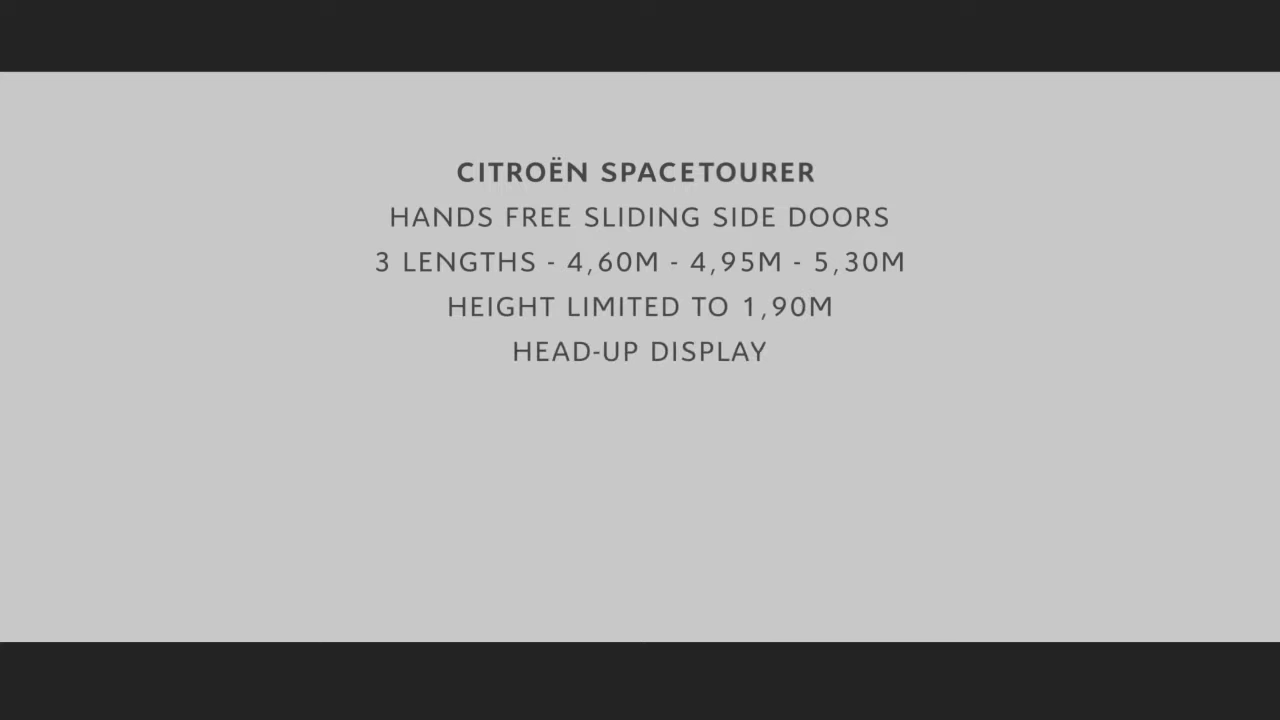 CITROËN SPACETOURER
HANDS FREE SLIDING SIDE DOORS
3 LENGTHS - 4,60M - 4,95M - 5,30M
HEIGHT LIMITED TO 1,90M
HEAD-UP DISPLAY